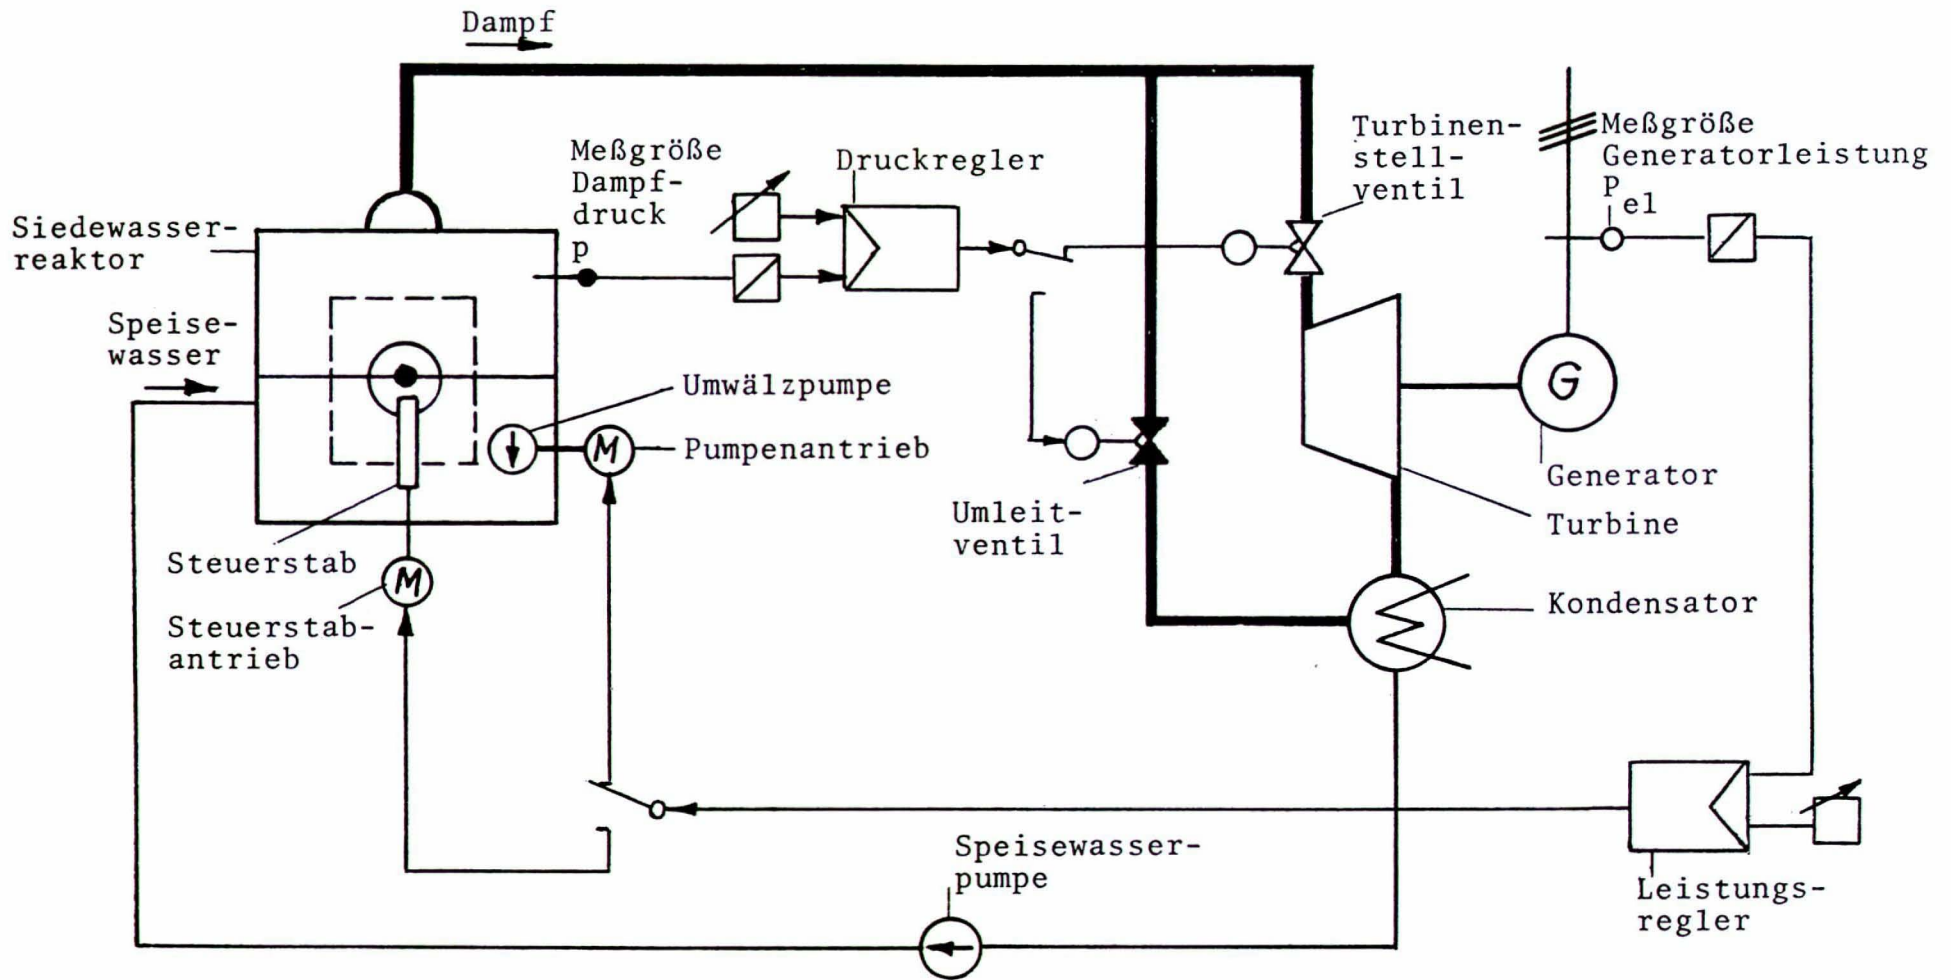 Dampf
Meßgröße
Dampf-
druck
p
Druckregler
Turbinen-
stell-
ventil
Meßgröße
Generatorleistung
P el
Siedewasser-
reaktor
Speise-
wasser
Umwälzpumpe
M
Pumpenantrieb
G
Generator
Turbine
Umleit-
ventil
Steuerstab
M
Steuerstab-
antrieb
Kondensator
Speisewasser-
pumpe
Leistungs-
regler